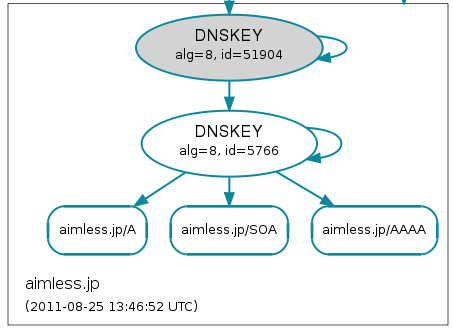 DNSKEY
alg=8, id=51904
DNSKEY
alg=8, id=5766
aimless.jp/A
aimless.jp/SOA
aimless.jp/AAAA
aimless.jp
(2011-08-25 13:46:52 UTC)